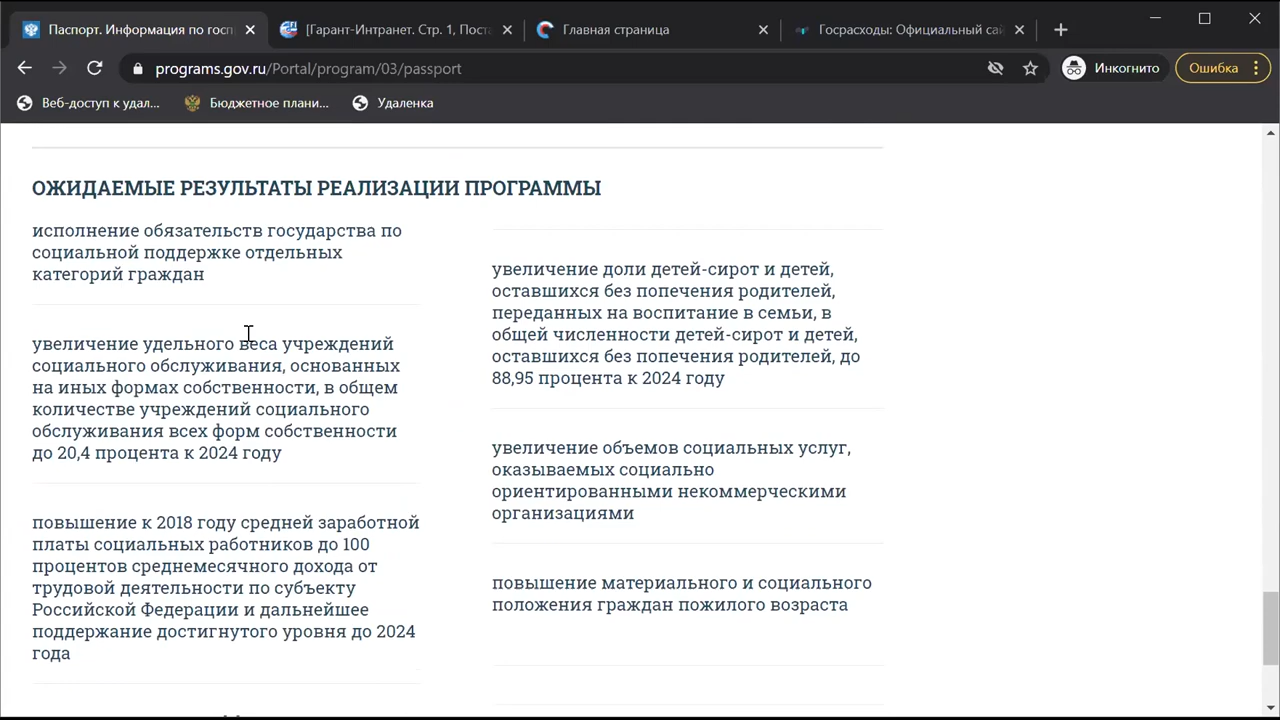 Паспорт. Информация по госп
[Гарант-Интранет. Стр. 1, Поста
Главная страница
Госрасходы: Официальный сай
programs.gov.ru/Portal/program/03/passport
Инкогнито
Ошибка
Веб-доступ к удал...
Бюджетное плани...
Удаленка
ОЖИДАЕМЫЕ РЕЗУЛЬТАТЫ РЕАЛИЗАЦИИ ПРОГРАММЫ
исполнение обязательств государства по
социальной поддержке отдельных
категорий граждан
увеличение удельного веса учреждений
социального обслуживания, основанных
на иных формах собственности, в общем
количестве учреждений социального
обслуживания всех форм собственности
до 20,4 процента к 2024 году
повышение к 2018 году средней заработной
платы социальных работников до 100
процентов среднемесячного дохода от
трудовой деятельности по субъекту
Российской Федерации и дальнейшее
поддержание достигнутого уровня до 2024
года
увеличение доли детей-сирот и детей,
оставшихся без попечения родителей,
переданных на воспитание в семьи, в
общей численности детей-сирот и детей,
оставшихся без попечения родителей, до
88,95 процента к 2024 году
увеличение объемов социальных услуг,
оказываемых социально
ориентированными некоммерческими
организациями
повышение материального и социального
положения граждан пожилого возраста